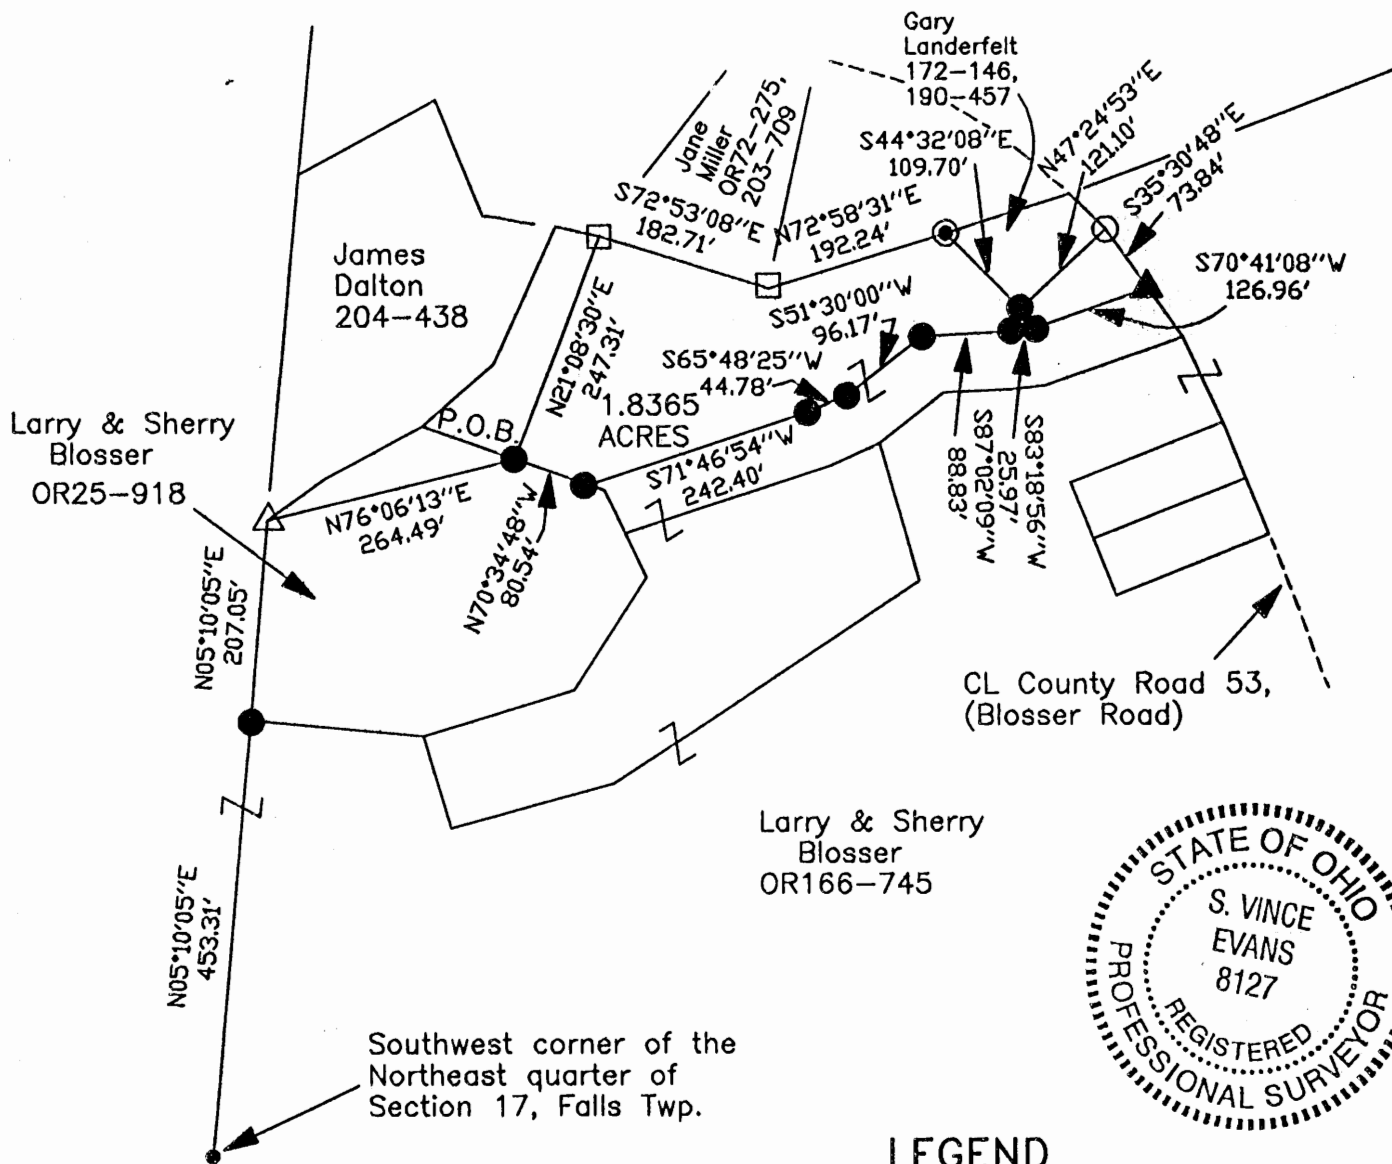 Gary
Landerfelt
172-146,
190-457
Jane
Miller
OR72-275,
203-709
S44°32'08"E
109.70'
N47°24'53"E
121.10'
S35°30'48"E
73.84'
S72°53'08"E
182.71'
N72°58'31"E
192.24'
S70°41'08"W
126.96'
James
Dalton
204-438
S51°30'00"W
96.17'
S65°48'25"W
44.78'
N21°08'30"E
247.31'
1.8365
ACRES
P.O.B.
Larry & Sherry
Blosser
OR25-918
S71°46'54"W
242.40'
S87°02'09"W
88.83'
S83°18'56"W
25.97'
N76°06'13"E
264.49'
N70°34'48"W
80.54'
N05°10'05"E
207.05'
CL County Road 53,
(Blosser Road)
Larry & Sherry
Blosser
OR166-745
N05°10'05"E
453.31'
STATE OF OHIO
S. VINCE
EVANS
8127
REGISTERED
PROFESSIONAL SURVEYOR
Southwest corner of the
Northeast quarter of
Section 17, Falls Twp.
LEGEND